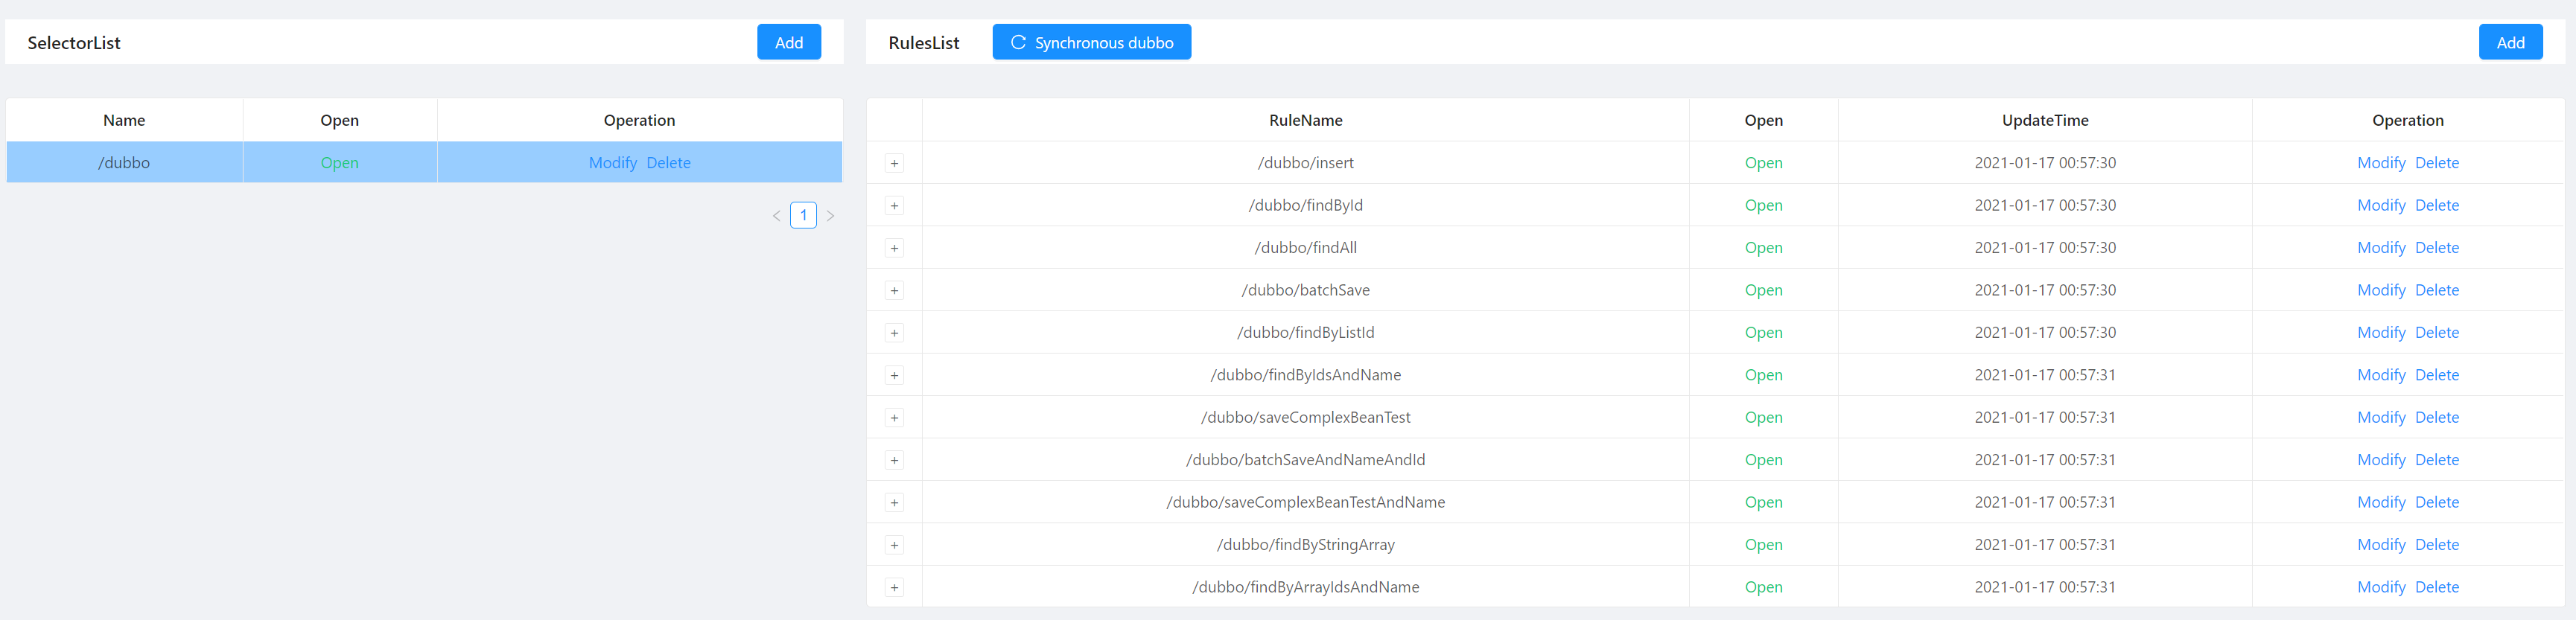 SelectorList Add
Name Open Operation
/dubbo Open Modify Delete
< 1 >
RulesList Synchronous dubbo Add
RuleName Open UpdateTime Operation
+ /dubbo/insert Open 2021-01-17 00:57:30 Modify Delete
+ /dubbo/findById Open 2021-01-17 00:57:30 Modify Delete
+ /dubbo/findAll Open 2021-01-17 00:57:30 Modify Delete
+ /dubbo/batchSave Open 2021-01-17 00:57:30 Modify Delete
+ /dubbo/findByListId Open 2021-01-17 00:57:30 Modify Delete
+ /dubbo/findByIdsAndName Open 2021-01-17 00:57:31 Modify Delete
+ /dubbo/saveComplexBeanTest Open 2021-01-17 00:57:31 Modify Delete
+ /dubbo/batchSaveAndNameAndId Open 2021-01-17 00:57:31 Modify Delete
+ /dubbo/saveComplexBeanTestAndName Open 2021-01-17 00:57:31 Modify Delete
+ /dubbo/findByStringArray Open 2021-01-17 00:57:31 Modify Delete
+ /dubbo/findByArrayIdsAndName Open 2021-01-17 00:57:31 Modify Delete